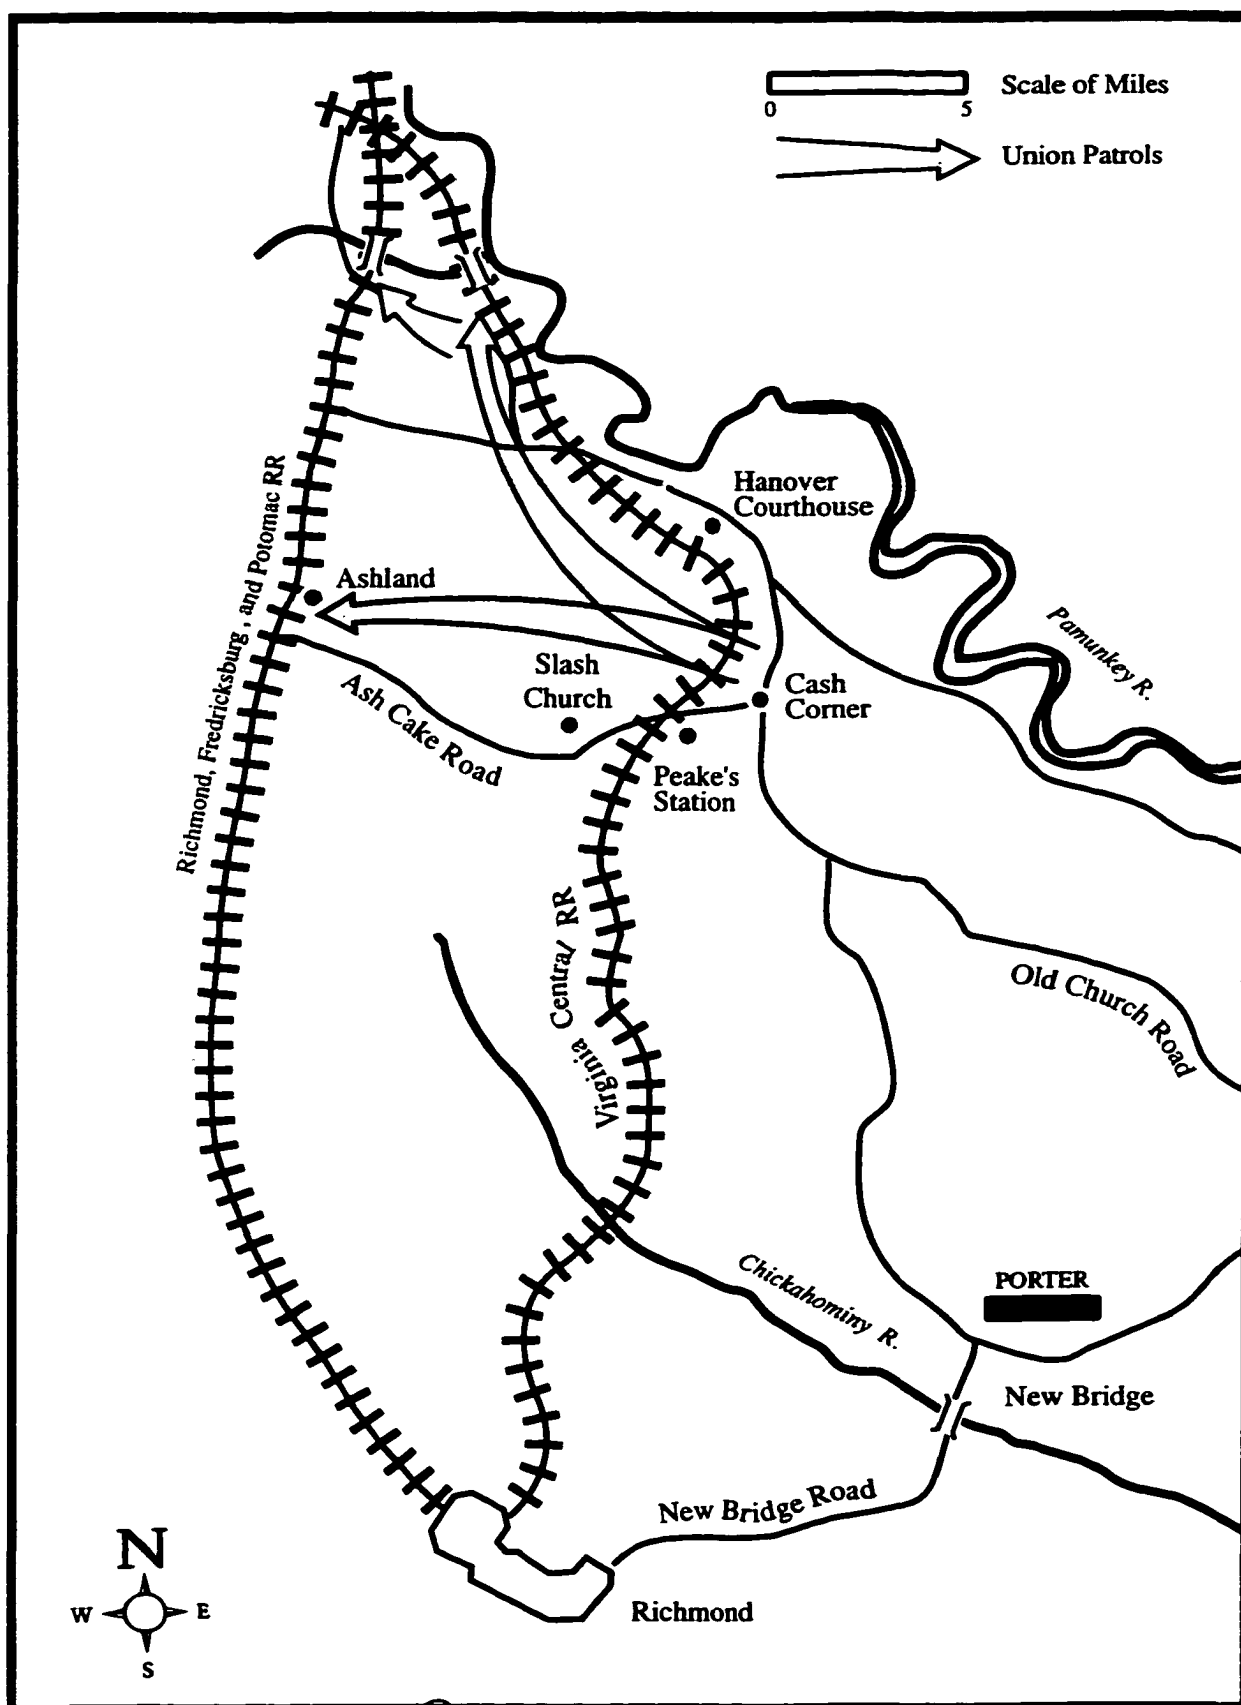 Scale of Miles
0 5
Union Patrols
Hanover
Courthouse
Richmond, Fredricksburg , and Potomac RR
Ashland
Pamunkey R.
Slash
Church
Cash
Corner
Ash Cake Road
Peake's
Station
Virginia Central RR
Old Church Road
Chickahominy R.
PORTER
New Bridge
New Bridge Road
N
W E
S
Richmond